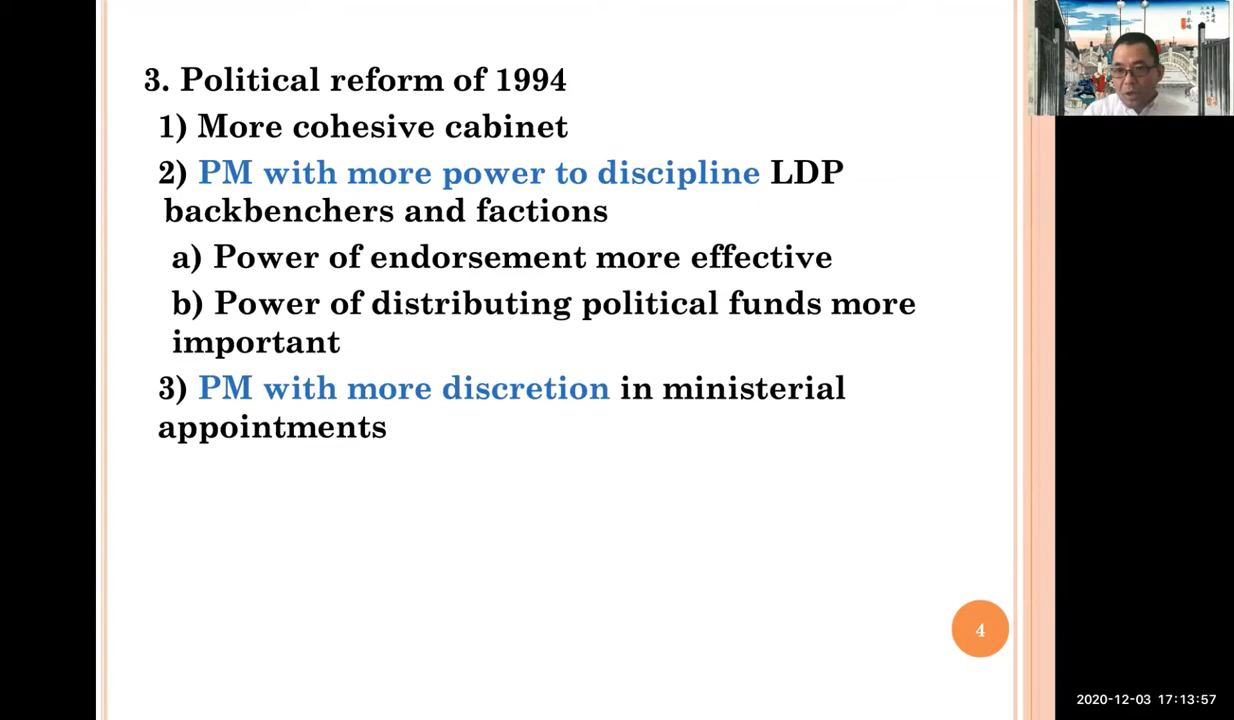 3. Political reform of 1994
1) More cohesive cabinet
2) PM with more power to discipline LDP
backbenchers and factions
a) Power of endorsement more effective
b) Power of distributing political funds more
important
3) PM with more discretion in ministerial
appointments
4
2020-12-03 17:13:57